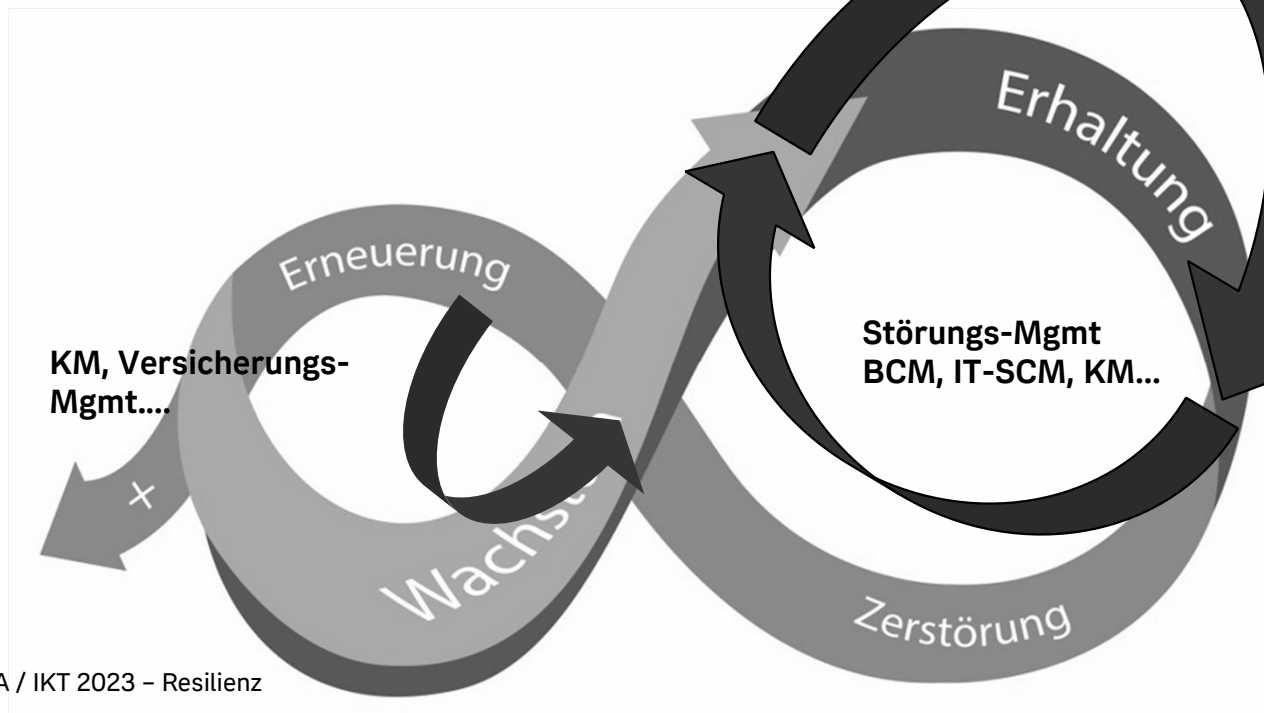 Erhaltung
Erneuerung
KM, Versicherungs-
Mgmt....
Störungs-Mgmt
BCM, IT-SCM, KM...
+
Zerstörung
A / IKT 2023 – Resilienz